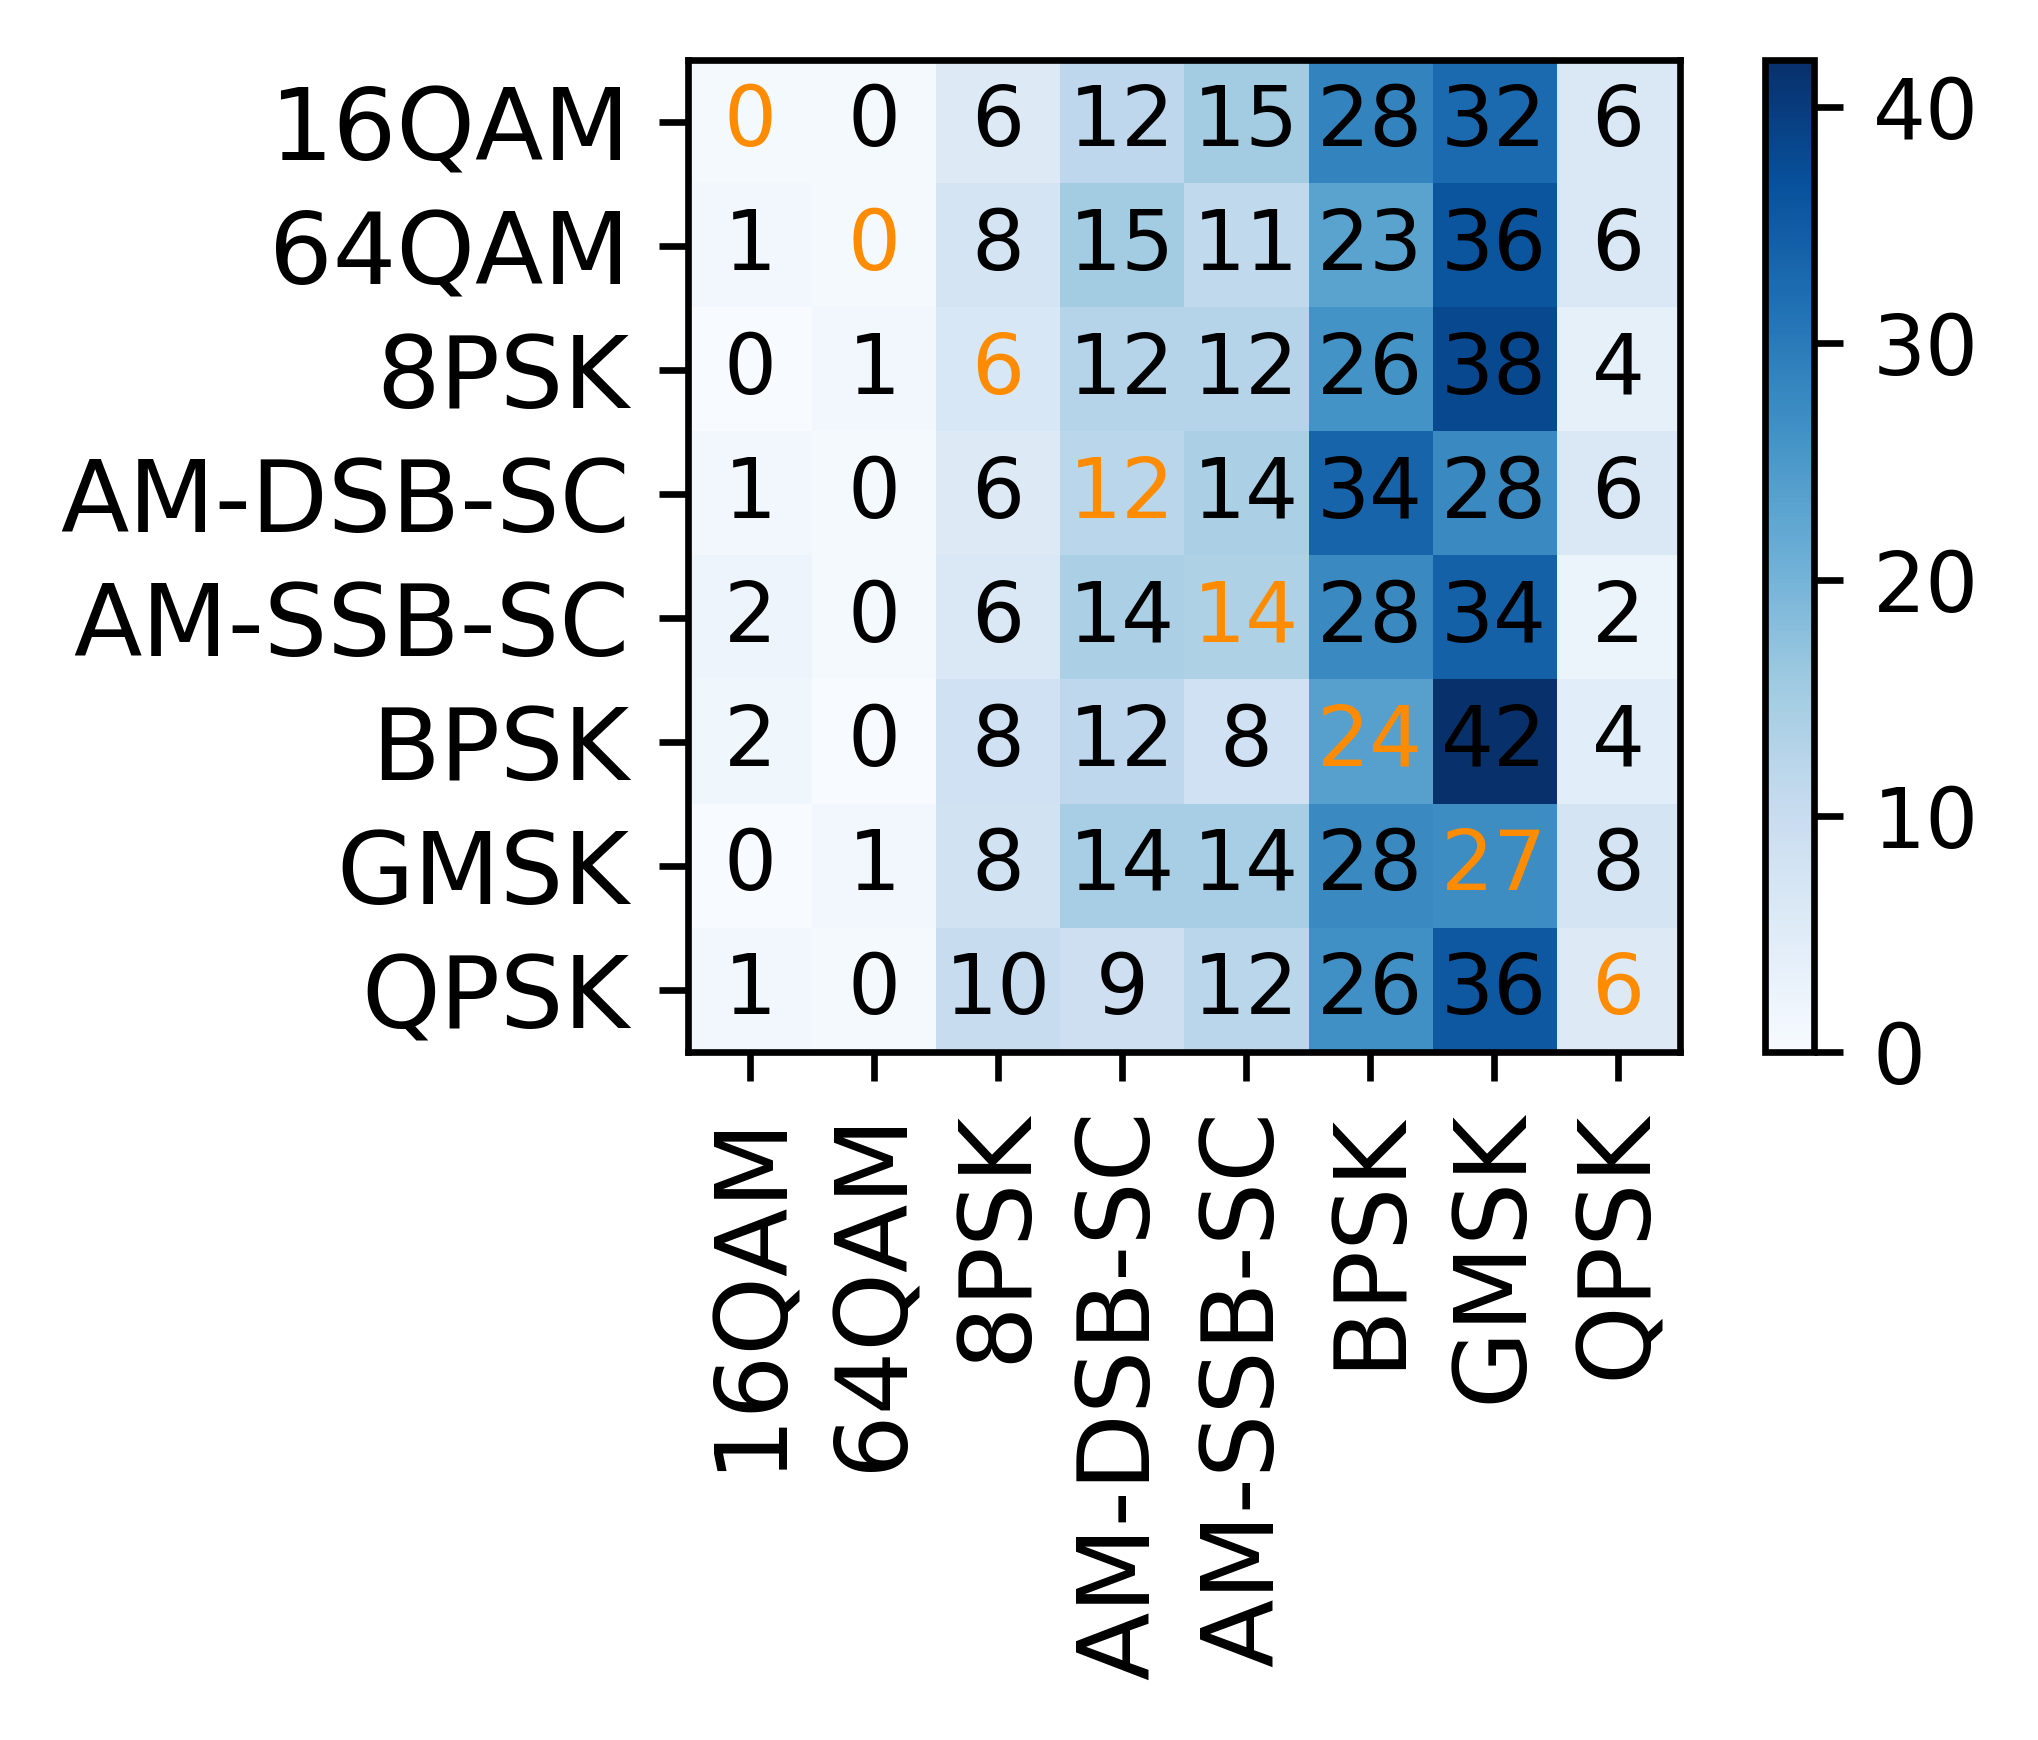 16QAM 0 0 6 12 15 28 32 6
64QAM 1 0 8 15 11 23 36 6
8PSK 0 1 6 12 12 26 38 4
AM-DSB-SC 1 0 6 12 14 34 28 6
AM-SSB-SC 2 0 6 14 14 28 34 2
BPSK 2 0 8 12 8 24 42 4
GMSK 0 1 8 14 14 28 27 8
QPSK 1 0 10 9 12 26 36 6
16QAM
64QAM
8PSK
AM-DSB-SC
AM-SSB-SC
BPSK
GMSK
QPSK
40
30
20
10
0